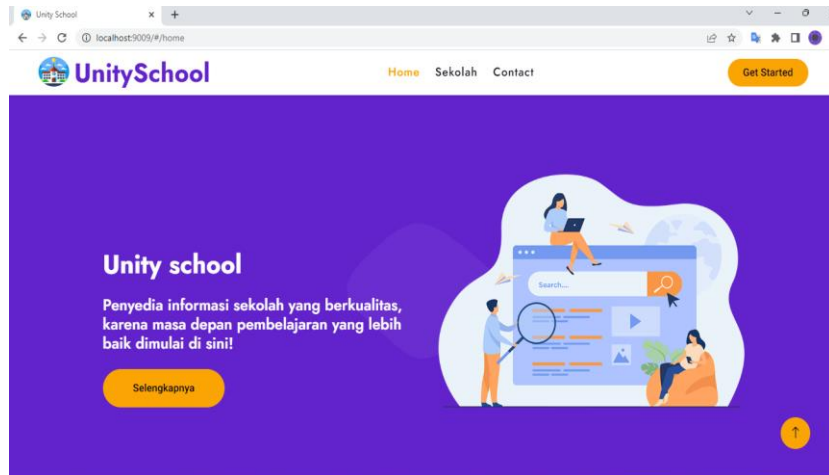 Unity School
localhost:9009/#/home
UnitySchool
Home Sekolah Contact
Get Started
Unity school
Penyedia informasi sekolah yang berkualitas,
karena masa depan pembelajaran yang lebih
baik dimulai di sini!
Selengkapnya
Search...